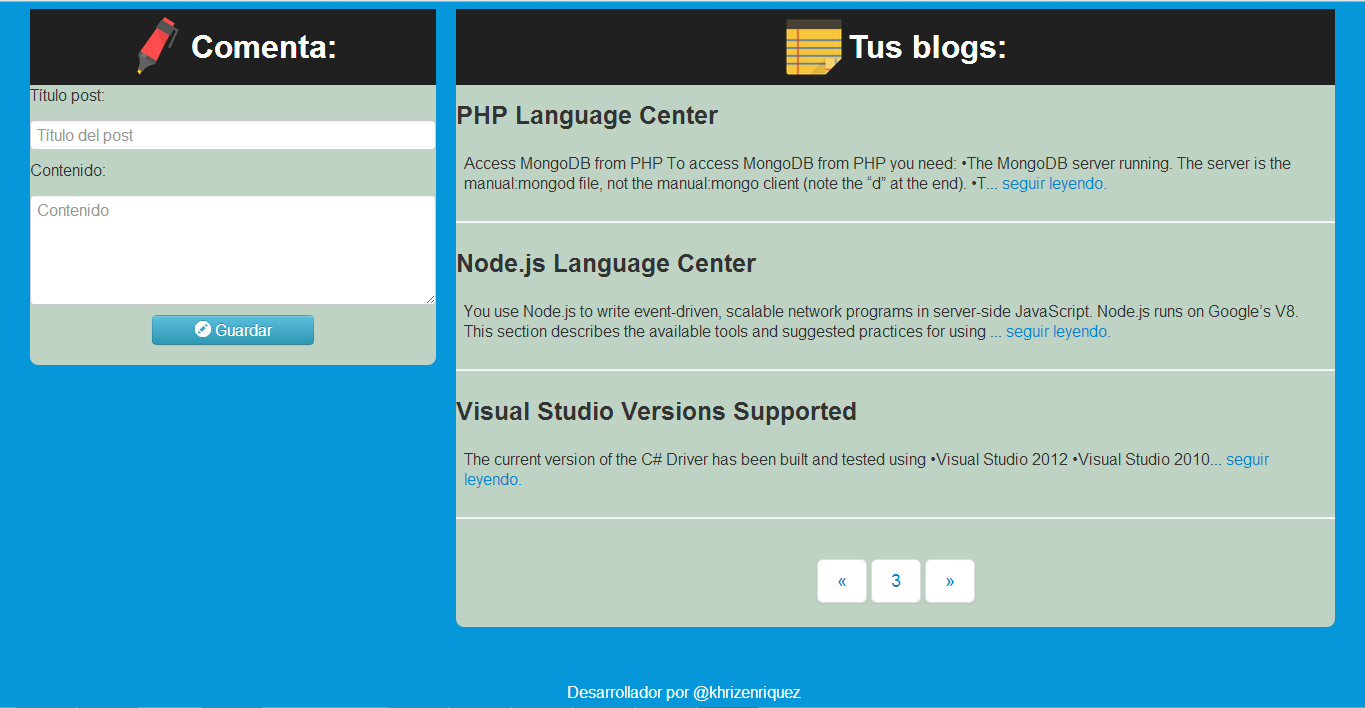 Comenta:
Título post:
Título del post
Contenido:
Contenido
Guardar
Tus blogs:
PHP Language Center
Access MongoDB from PHP To access MongoDB from PHP you need: •The MongoDB server running. The server is the
manual:mongod file, not the manual:mongo client (note the “d” at the end). •T... seguir leyendo.
Node.js Language Center
You use Node.js to write event-driven, scalable network programs in server-side JavaScript. Node.js runs on Google’s V8.
This section describes the available tools and suggested practices for using ... seguir leyendo.
Visual Studio Versions Supported
The current version of the C# Driver has been built and tested using •Visual Studio 2012 •Visual Studio 2010... seguir
leyendo.
« 3 »
Desarrollador por @khrizenriquez